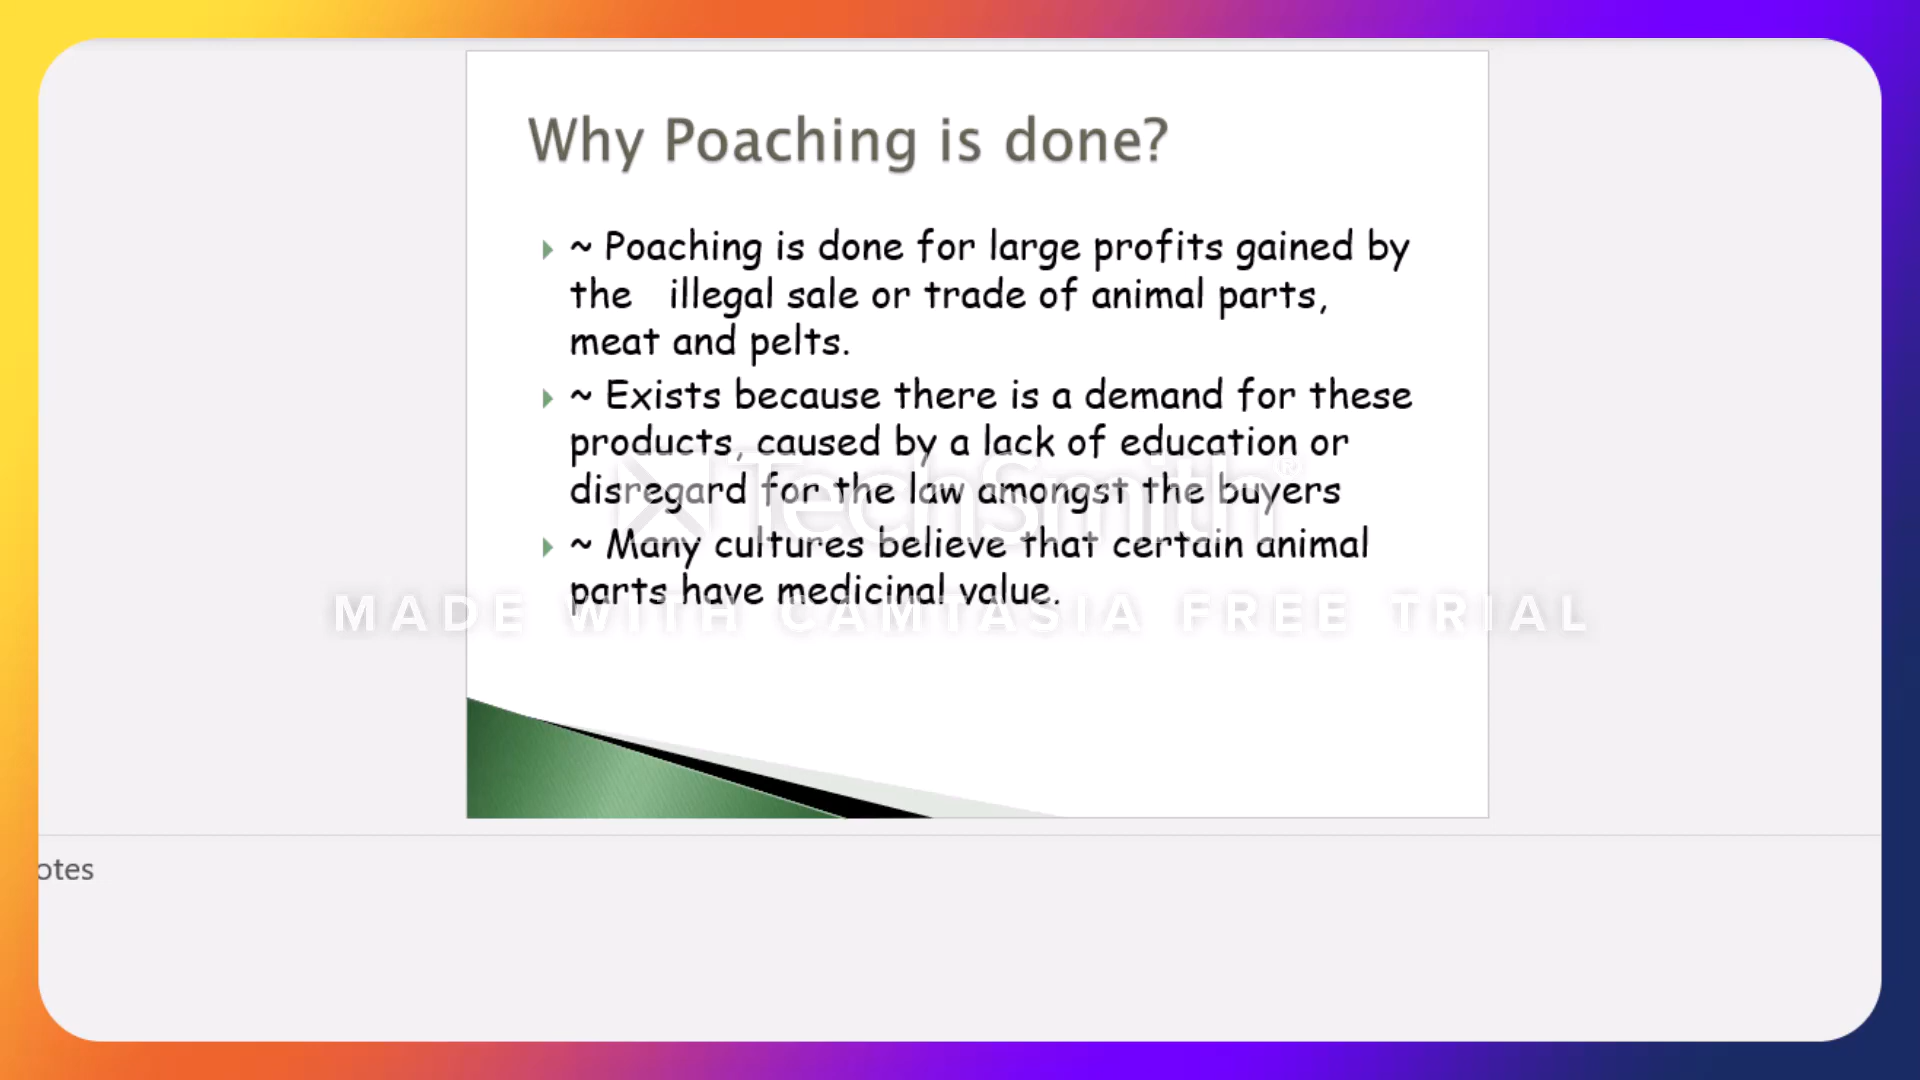 Why Poaching is done?
~ Poaching is done for large profits gained by
the   illegal sale or trade of animal parts,
meat and pelts.
~ Exists because there is a demand for these
products, caused by a lack of education or
disregard for the law amongst the buyers
TechSmith®
~ Many cultures believe that certain animal
parts have medicinal value.
MADE WITH CAMTASIA FREE TRIAL
otes